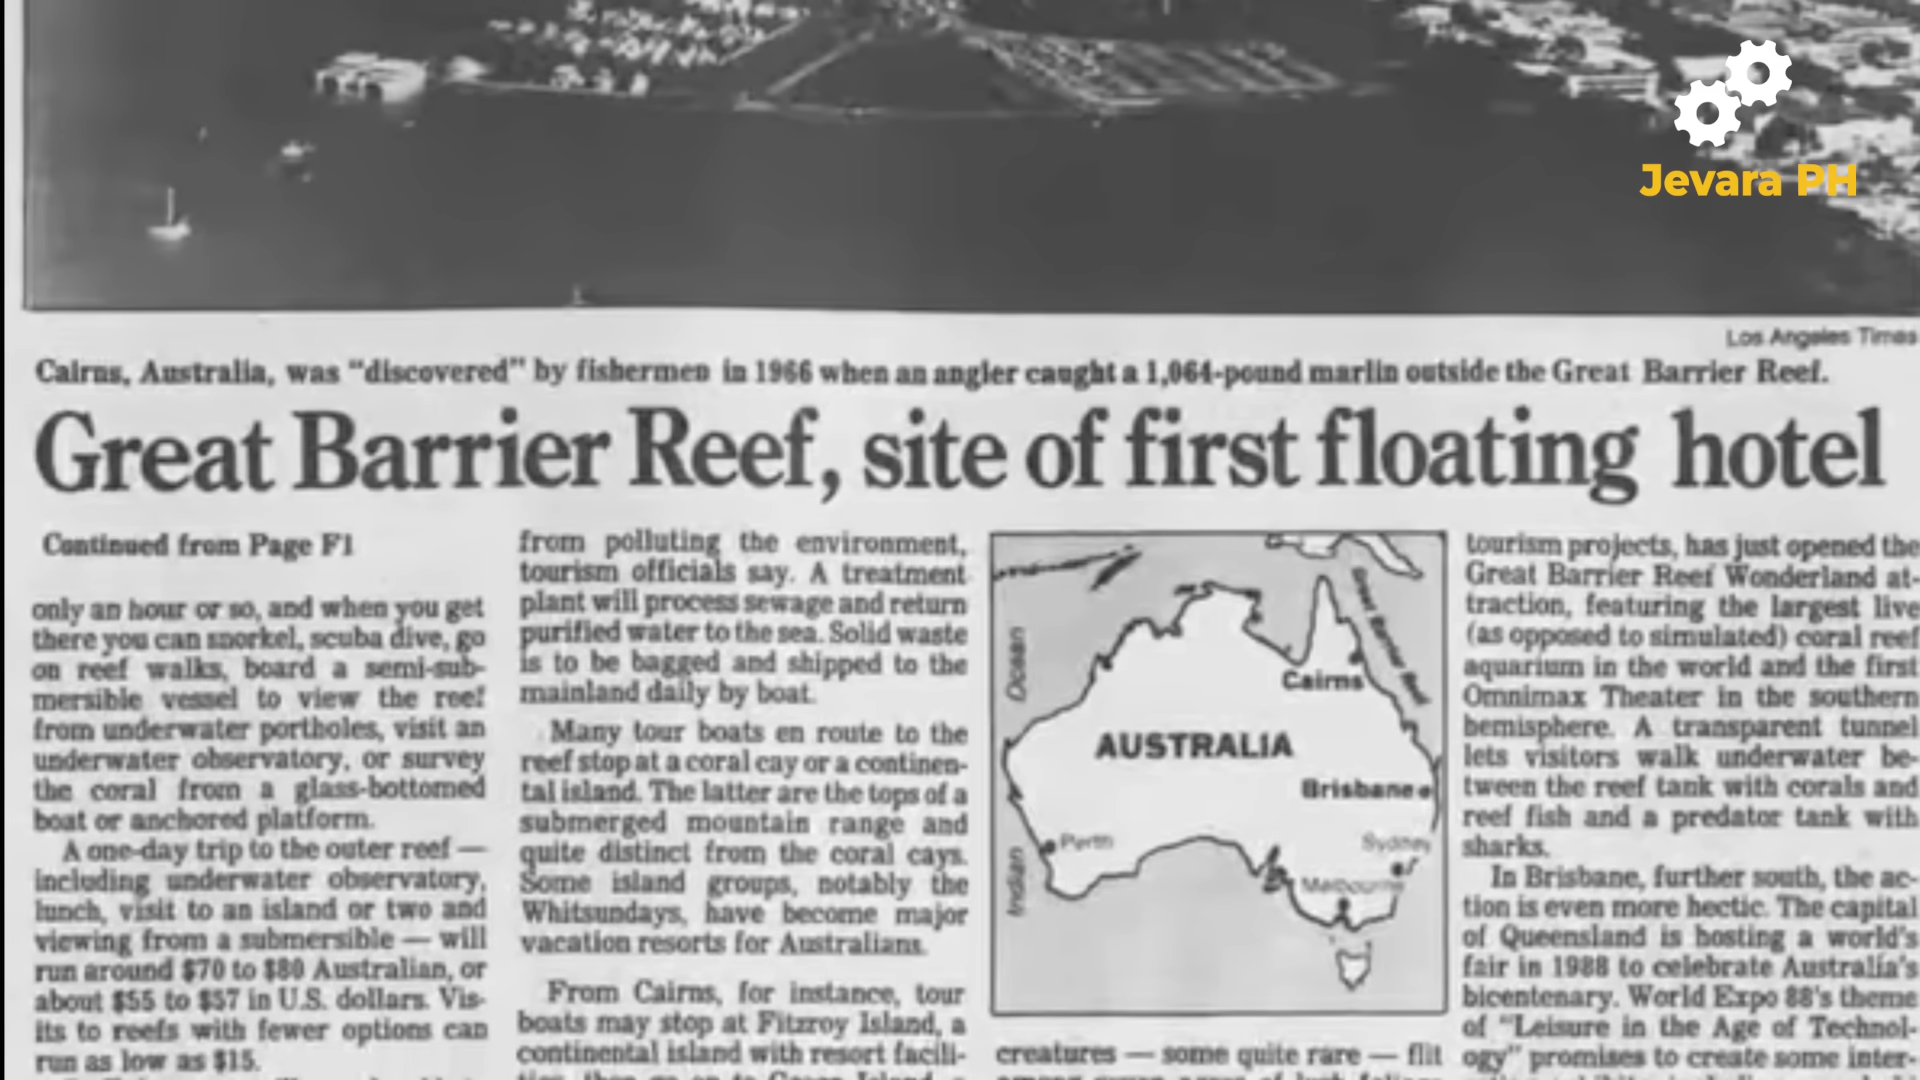 Jevara PH
Los Angeles Times
Cairns, Australia, was "discovered" by fishermen in 1966 when an angler caught a 1,064-pound marlin outside the Great Barrier Reef.
Great Barrier Reef, site of first floating hotel
Continued from Page F1
only an hour or so, and when you get
there you can snorkel, scuba dive, go
on reef walks, board a semi-sub-
mersible vessel to view the reef
from underwater portholes, visit an
underwater observatory, or survey
the coral from a glass-bottomed
boat or anchored platform.
A one-day trip to the outer reef —
including underwater observatory,
lunch, visit to an island or two and
viewing from a submersible — will
run around $70 to $80 Australian, or
about $55 to $57 in U.S. dollars. Vis-
its to reefs with fewer options can
run as low as $15.
from polluting the environment,
tourism officials say. A treatment
plant will process sewage and return
purified water to the sea. Solid waste
is to be bagged and shipped to the
mainland daily by boat.
Many tour boats en route to the
reef stop at a coral cay or a continen-
tal island. The latter are the tops of a
submerged mountain range and
quite distinct from the coral cays.
Some island groups, notably the
Whitsundays, have become major
vacation resorts for Australians.
From Cairns, for instance, tour
boats may stop at Fitzroy Island, a
continental island with resort facili-
Great Barrier Reef
Ocean
Cairns
AUSTRALIA
Brisbane
Perth
Sydney
Indian
Melbourne
creatures — some quite rare — flit
tourism projects, has just opened the
Great Barrier Reef Wonderland at-
traction, featuring the largest live
(as opposed to simulated) coral reef
aquarium in the world and the first
Omnimax Theater in the southern
hemisphere. A transparent tunnel
lets visitors walk underwater be-
tween the reef tank with corals and
reef fish and a predator tank with
sharks.
In Brisbane, further south, the ac-
tion is even more hectic. The capital
of Queensland is hosting a world's
fair in 1988 to celebrate Australia's
bicentenary. World Expo 88's theme
of "Leisure in the Age of Technol-
ogy" promises to create some inter-